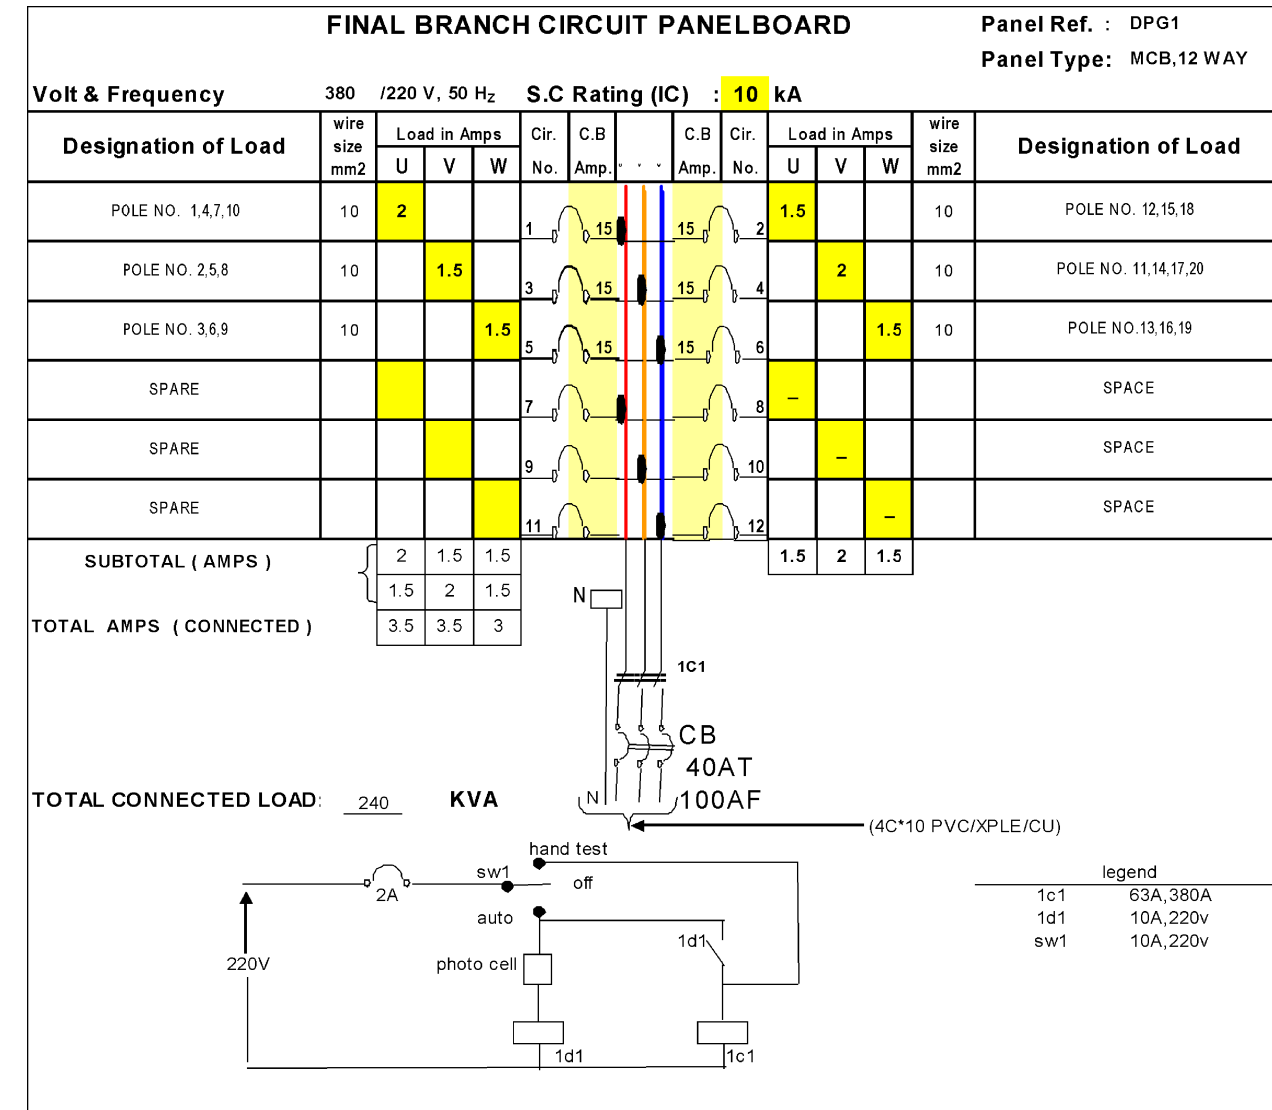 FINAL BRANCH CIRCUIT PANELBOARD
Panel Ref. : DPG1
Panel Type: MCB,12 WAY
Volt & Frequency 380 /220 V, 50 Hz S.C Rating (IC) : 10 kA
Designation of Load wire size mm2 Load in Amps U V W Cir. No. C.B Amp. C.B Amp. Cir. No. Load in Amps U V W wire size mm2 Designation of Load
POLE NO. 1,4,7,10 10 2 1 15 15 2 1.5 10 POLE NO. 12,15,18
POLE NO. 2,5,8 10 1.5 3 15 15 4 2 10 POLE NO. 11,14,17,20
POLE NO. 3,6,9 10 1.5 5 15 15 6 1.5 10 POLE NO.13,16,19
SPARE 7 8 – SPACE
SPARE 9 10 – SPACE
SPARE 11 12 – SPACE
SUBTOTAL ( AMPS ) 2 1.5 1.5 1.5 2 1.5
1.5 2 1.5
N
TOTAL AMPS ( CONNECTED ) 3.5 3.5 3
1C1
CB
40AT
100AF
TOTAL CONNECTED LOAD: 240 KVA
N
(4C*10 PVC/XPLE/CU)
hand test
sw1
off
2A
auto
1d1
220V
photo cell
1d1
1c1
legend
1c1 63A,380A
1d1 10A,220v
sw1 10A,220v